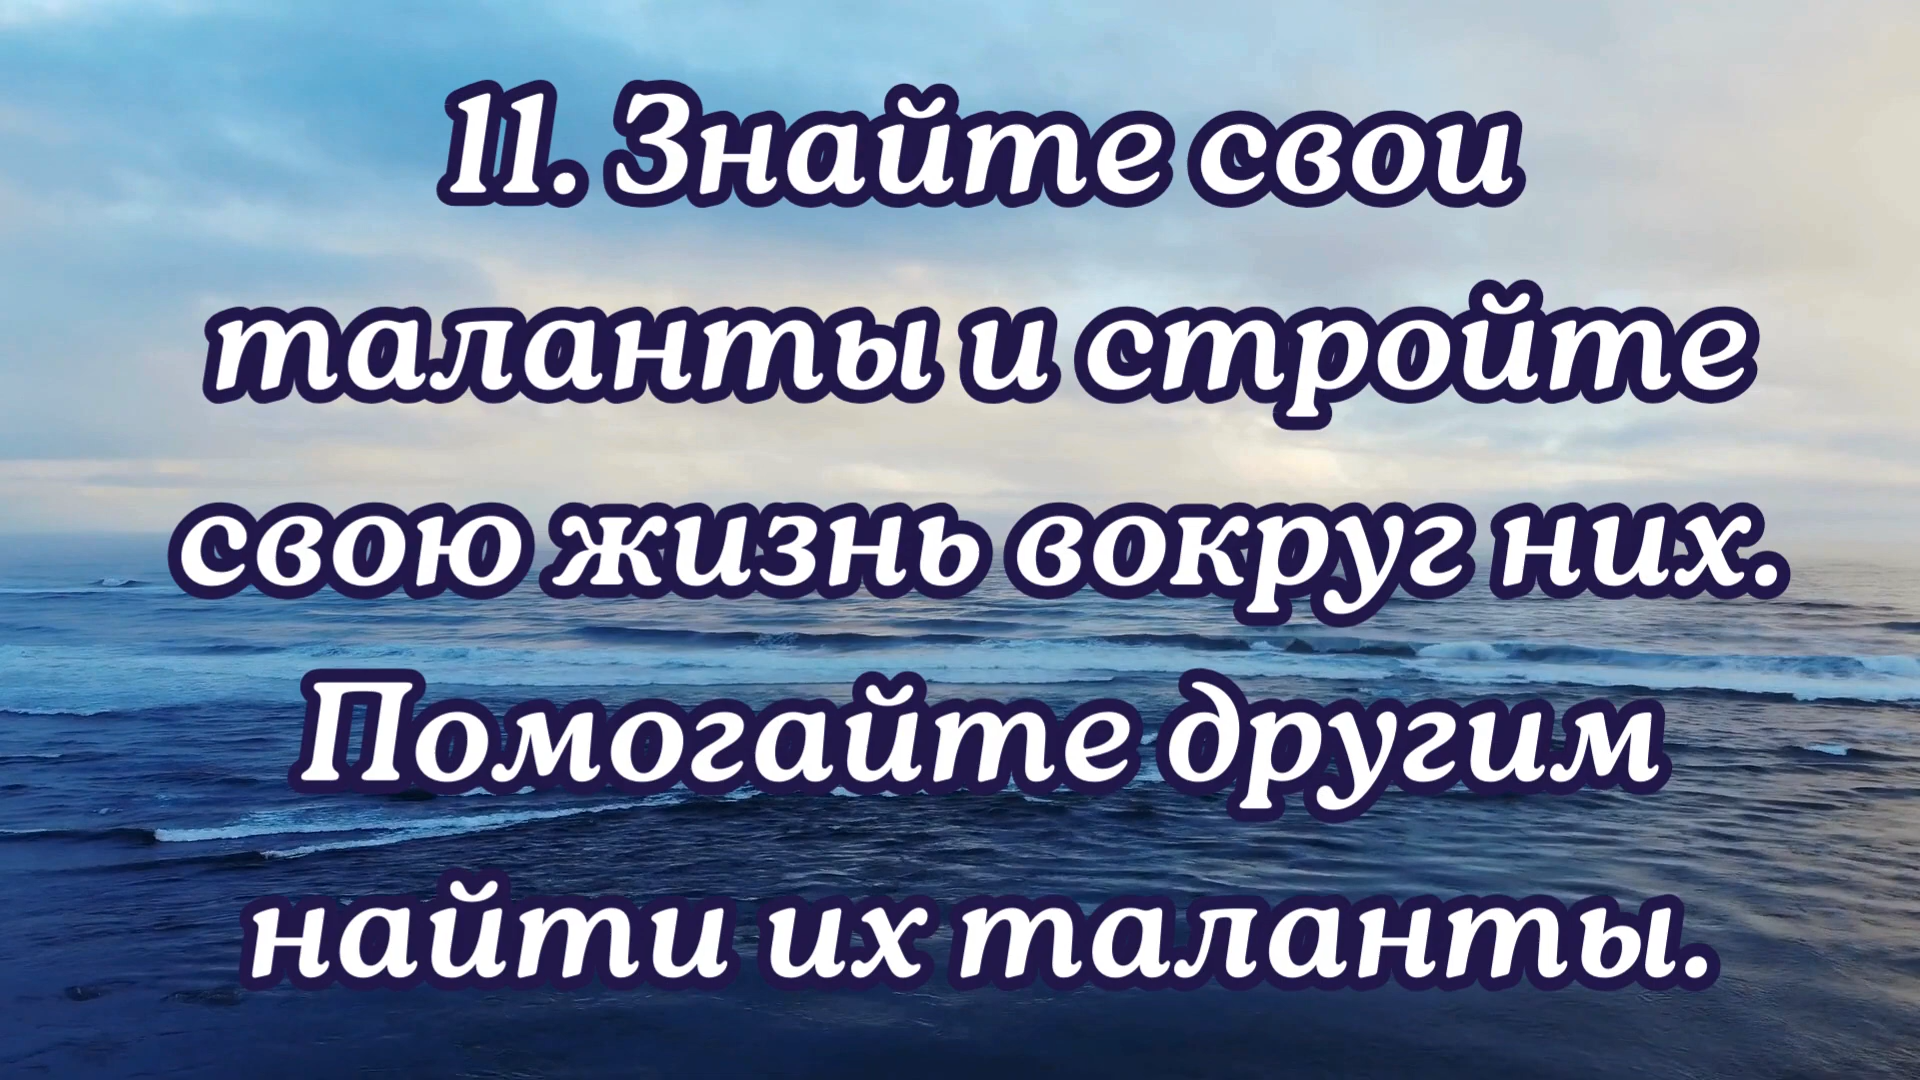 11. Знайте свои
таланты и стройте
свою жизнь вокруг них.
Помогайте другим
найти их таланты.